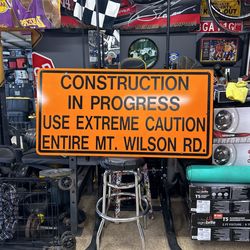 CONSTRUCTION
IN PROGRESS
USE EXTREME CAUTION
ENTIRE MT. WILSON RD.